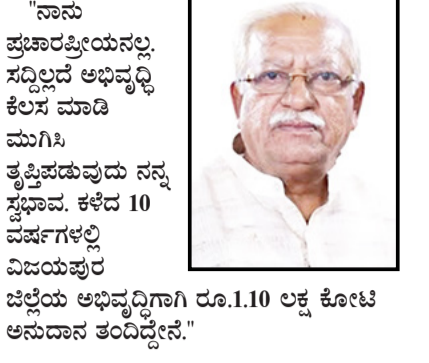 "ನಾನು
ಪ್ರಚಾರಪ್ರೀಯನಲ್ಲ.
ಸದ್ದಿಲ್ಲದೆ ಅಭಿವೃದ್ಧಿ
ಕೆಲಸ ಮಾಡಿ
ಮುಗಿಸಿ
ತೃಪ್ತಿಪಡುವುದು ನನ್ನ
ಸ್ವಭಾವ. ಕಳೆದ 10
ವರ್ಷಗಳಲ್ಲಿ
ವಿಜಯಪುರ
ಜಿಲ್ಲೆಯ ಅಭಿವೃದ್ಧಿಗಾಗಿ ರೂ.1.10 ಲಕ್ಷ ಕೋಟಿ
ಅನುದಾನ ತಂದಿದ್ದೇನೆ."